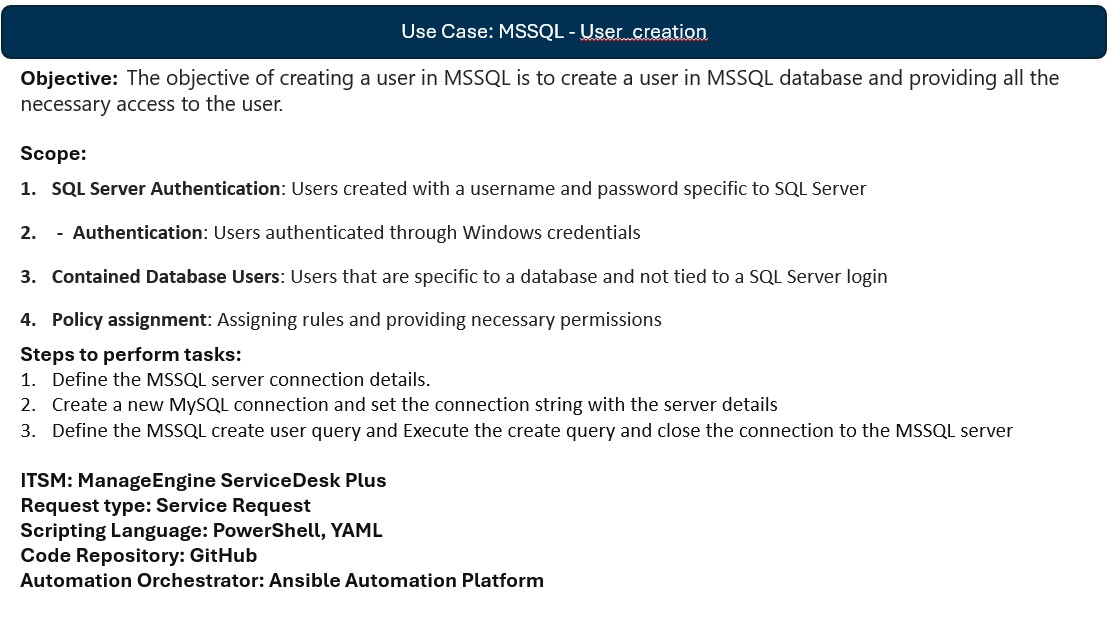 Use Case: MSSQL - User_creation
Objective: The objective of creating a user in MSSQL is to create a user in MSSQL database and providing all the
necessary access to the user.
Scope:
1. SQL Server Authentication: Users created with a username and password specific to SQL Server
2. - Authentication: Users authenticated through Windows credentials
3. Contained Database Users: Users that are specific to a database and not tied to a SQL Server login
4. Policy assignment: Assigning rules and providing necessary permissions
Steps to perform tasks:
1. Define the MSSQL server connection details.
2. Create a new MySQL connection and set the connection string with the server details
3. Define the MSSQL create user query and Execute the create query and close the connection to the MSSQL server
ITSM: ManageEngine ServiceDesk Plus
Request type: Service Request
Scripting Language: PowerShell, YAML
Code Repository: GitHub
Automation Orchestrator: Ansible Automation Platform